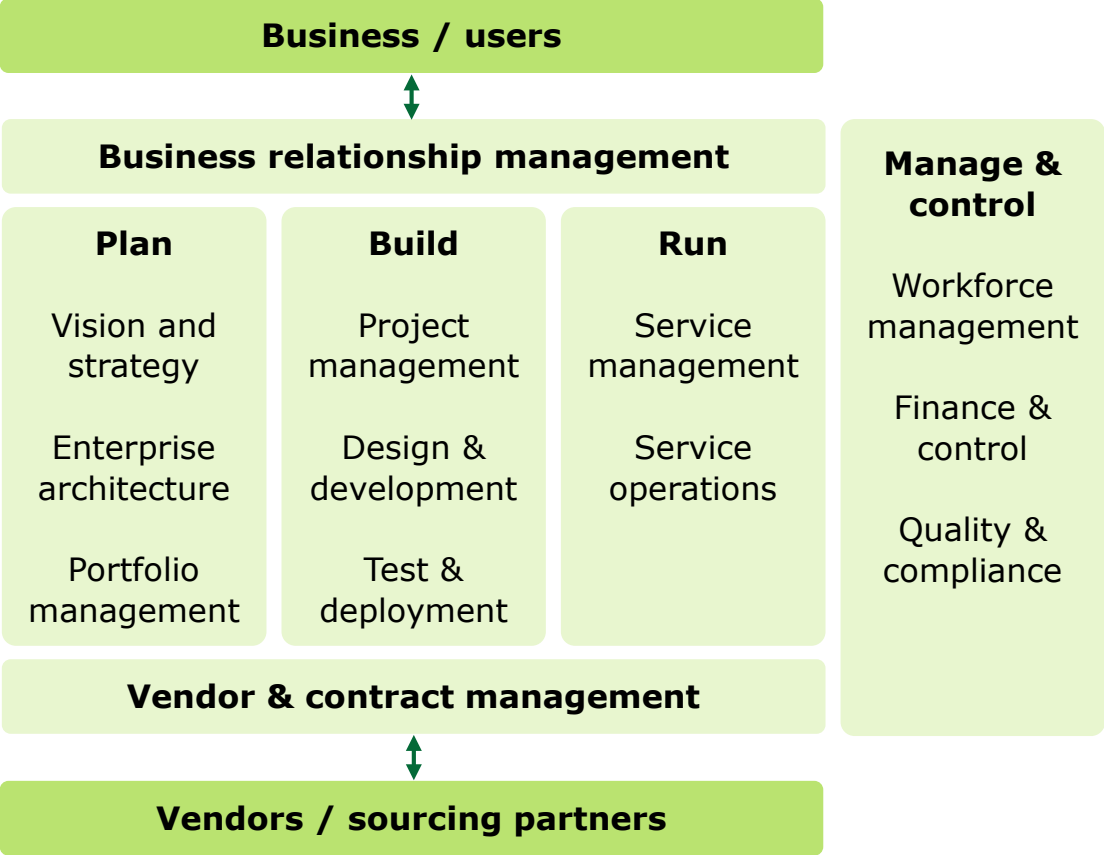 Business / users
Business relationship management
Plan
Vision and
strategy
Enterprise
architecture
Portfolio
management
Build
Project
management
Design &
development
Test &
deployment
Run
Service
management
Service
operations
Manage &
control
Workforce
management
Finance &
control
Quality &
compliance
Vendor & contract management
Vendors / sourcing partners